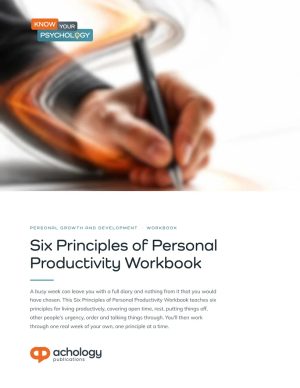 KNOW YOUR
PSYCHOLOGY
PERSONAL GROWTH AND DEVELOPMENT · WORKBOOK
Six Principles of Personal
Productivity Workbook
A busy week can leave you with a full diary and nothing from it that you would
have chosen. This Six Principles of Personal Productivity Workbook teaches six
principles for living productively, covering open time, rest, putting things off,
other people's urgency, order and talking things through. You'll then work
through one real week of your own, one principle at a time.
achology
publications